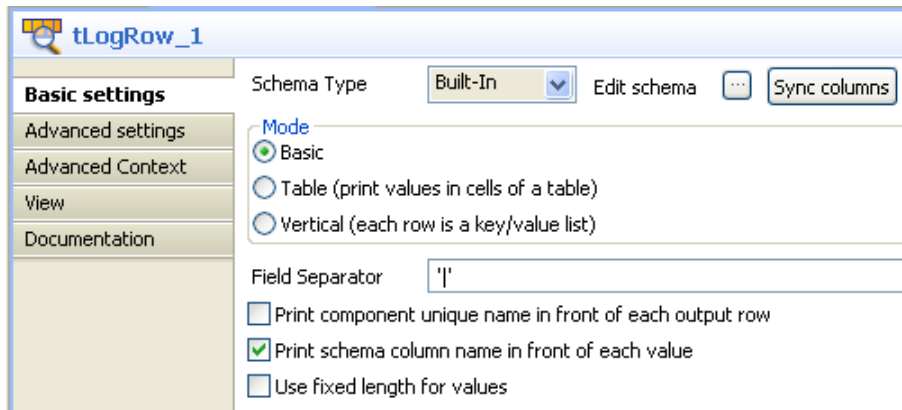 tLogRow_1
Basic settings
Advanced settings
Advanced Context
View
Documentation
Schema Type Built-In Edit schema ... Sync columns
Mode
Basic
Table (print values in cells of a table)
Vertical (each row is a key/value list)
Field Separator '|'
Print component unique name in front of each output row
Print schema column name in front of each value
Use fixed length for values